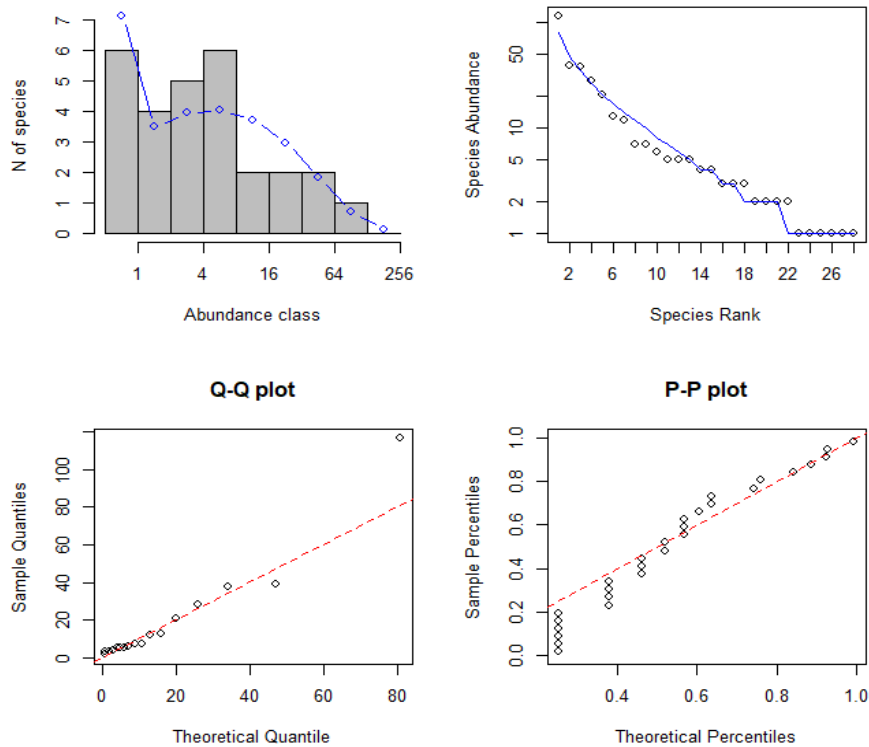 7
6
5
4
3
2
1
0
N of species
1 4 16 64 256
Abundance class
50
10
5
2
1
Species Abundance
2 6 10 14 18 22 26
Species Rank
Q-Q plot
100
80
60
40
20
0
Sample Quantiles
0 20 40 60 80
Theoretical Quantile
P-P plot
1.0
0.8
0.6
0.4
0.2
0.0
Sample Percentiles
0.4 0.6 0.8 1.0
Theoretical Percentiles